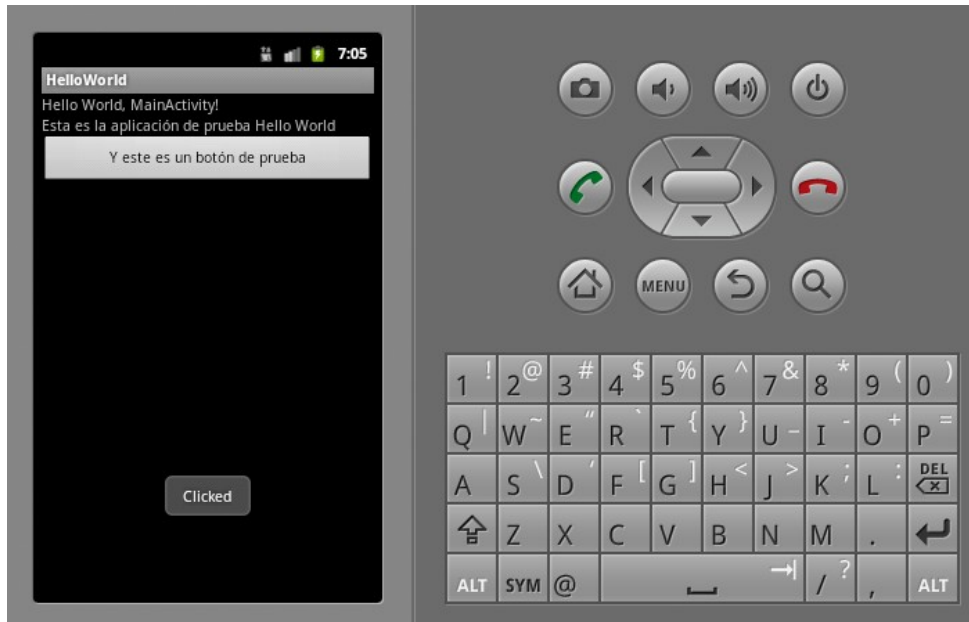 7:05
HelloWorld
Hello World, MainActivity!
Esta es la aplicación de prueba Hello World
Y este es un botón de prueba
Clicked
MENU
1 ! 2 @ 3 # 4 $ 5 % 6 ^ 7 & 8 * 9 ( 0 )
Q | W ~ E " R ` T { Y } U _ I - O + P =
A S \ D ' F [ G ] H < J > K ; L : DEL
Z X C V B N M .
ALT SYM @ / ? , ALT